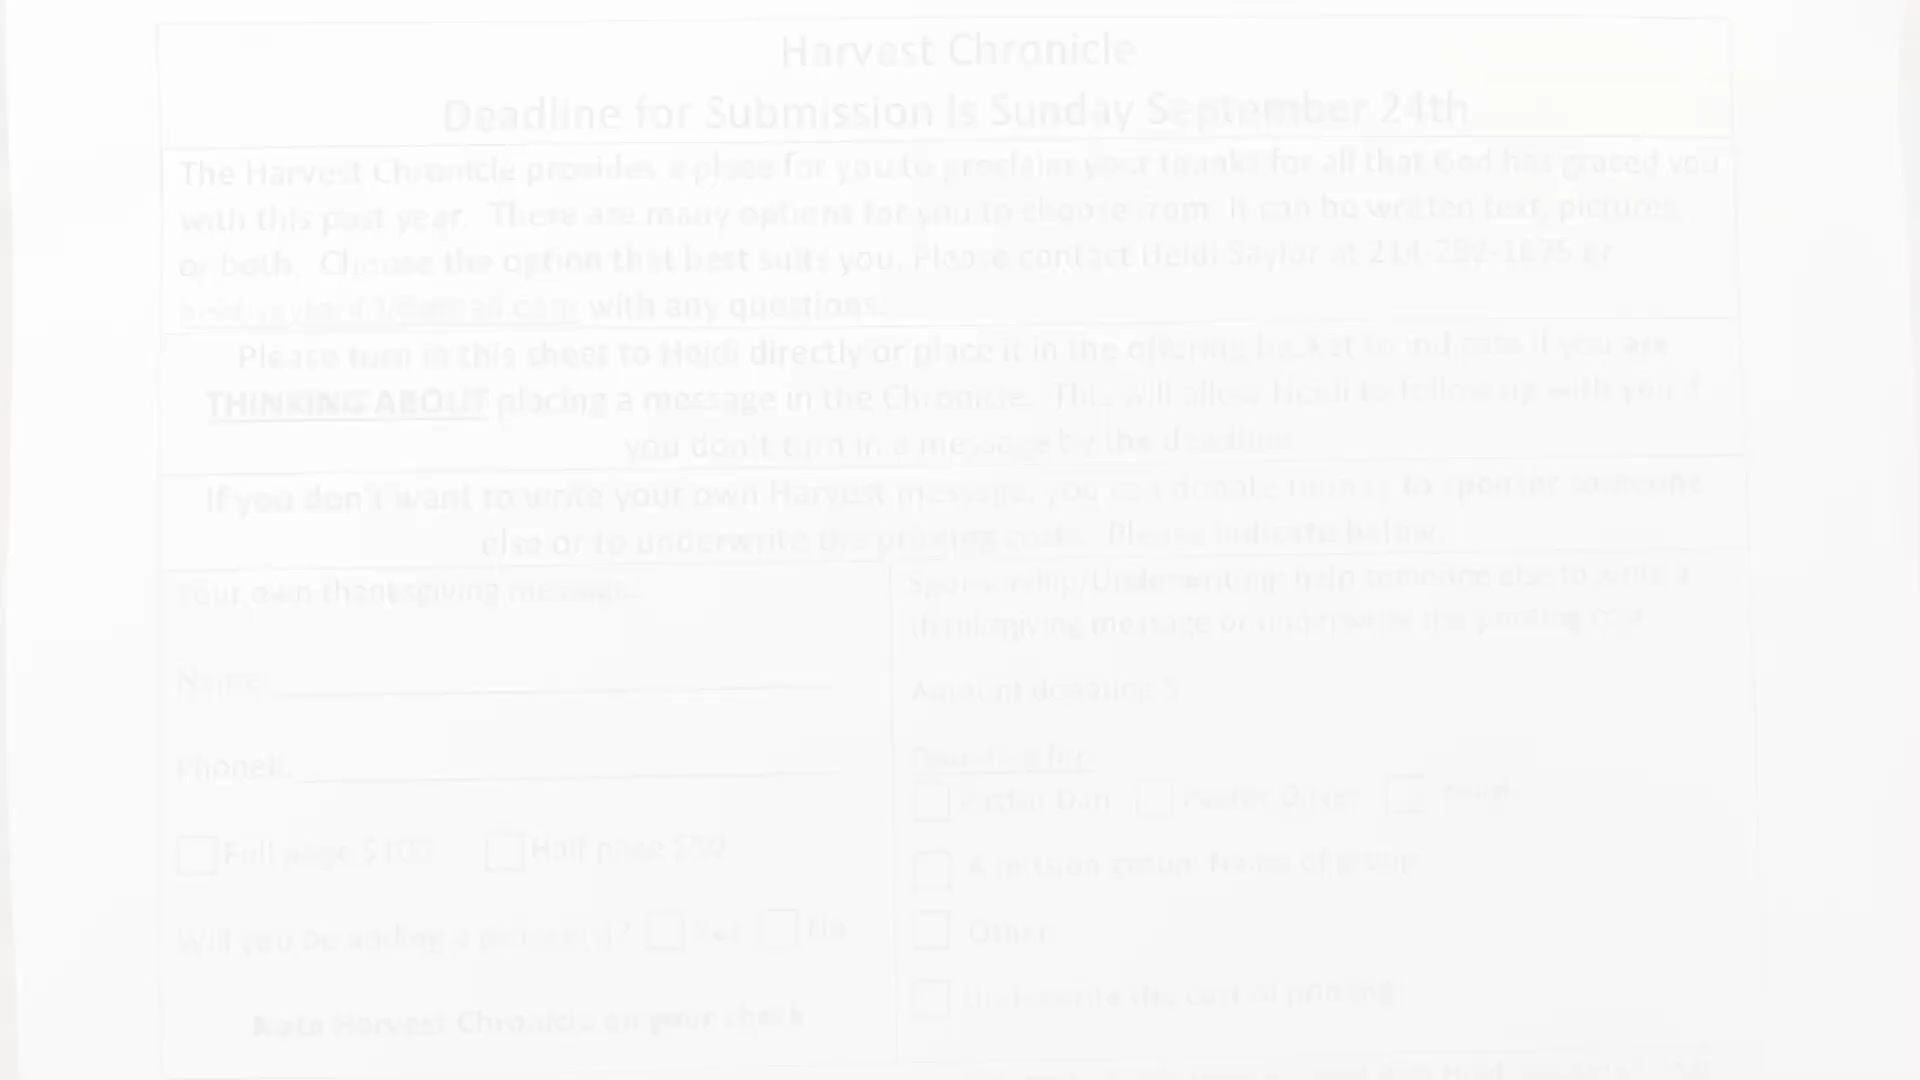 Harvest Chronicle
Deadline for Submission Is Sunday September 24th
The Harvest Chronicle provides a place for you to proclaim your thanks for all that God has graced you
with this past year. There are many options for you to choose from. It can be written text, pictures,
or both. Choose the option that best suits you. Please contact Heidi Saylor at or
with any questions.
Please turn in this sheet to Heidi directly or place it in the offering basket to indicate if you are
THINKING ABOUT placing a message in the Chronicle. This will allow Heidi to follow up with you if
you don't turn in a message by the deadline.
If you don't want to write your own Harvest message, you can donate money to sponsor someone
else or to underwrite the printing costs. Please indicate below.
Your own thanksgiving message:
Sponsorship/Underwriting: help someone else to write a
thanksgiving message or underwrite the printing cost
Name:
Amount donating $
Phone#:
Donating for:
Pastor Dan Pastor
Full page $100 Half page $50
A mission group: Name of group
Will you be adding a picture(s)? Yes No
Other:
Underwrite the cost of printing
Note Harvest Chronicle on your check